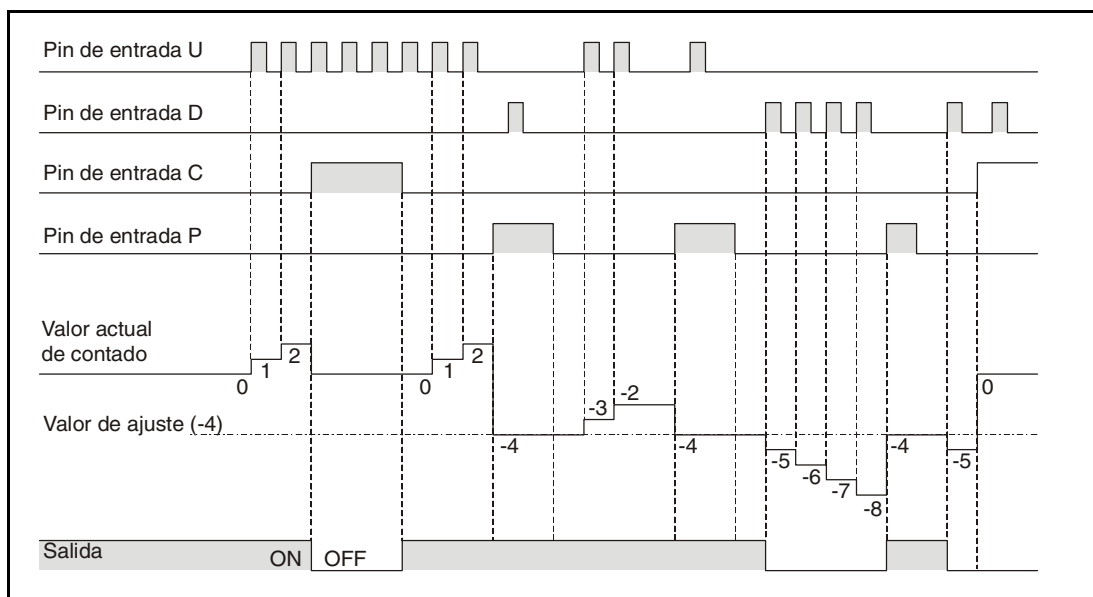 Pin de entrada U
Pin de entrada D
Pin de entrada C
Pin de entrada P
Valor actual
de contado
0
1
2
0
1
2
0
Valor de ajuste (-4)
-4
-3
-2
-4
-5
-6
-7
-8
-4
-5
Salida
ON
OFF